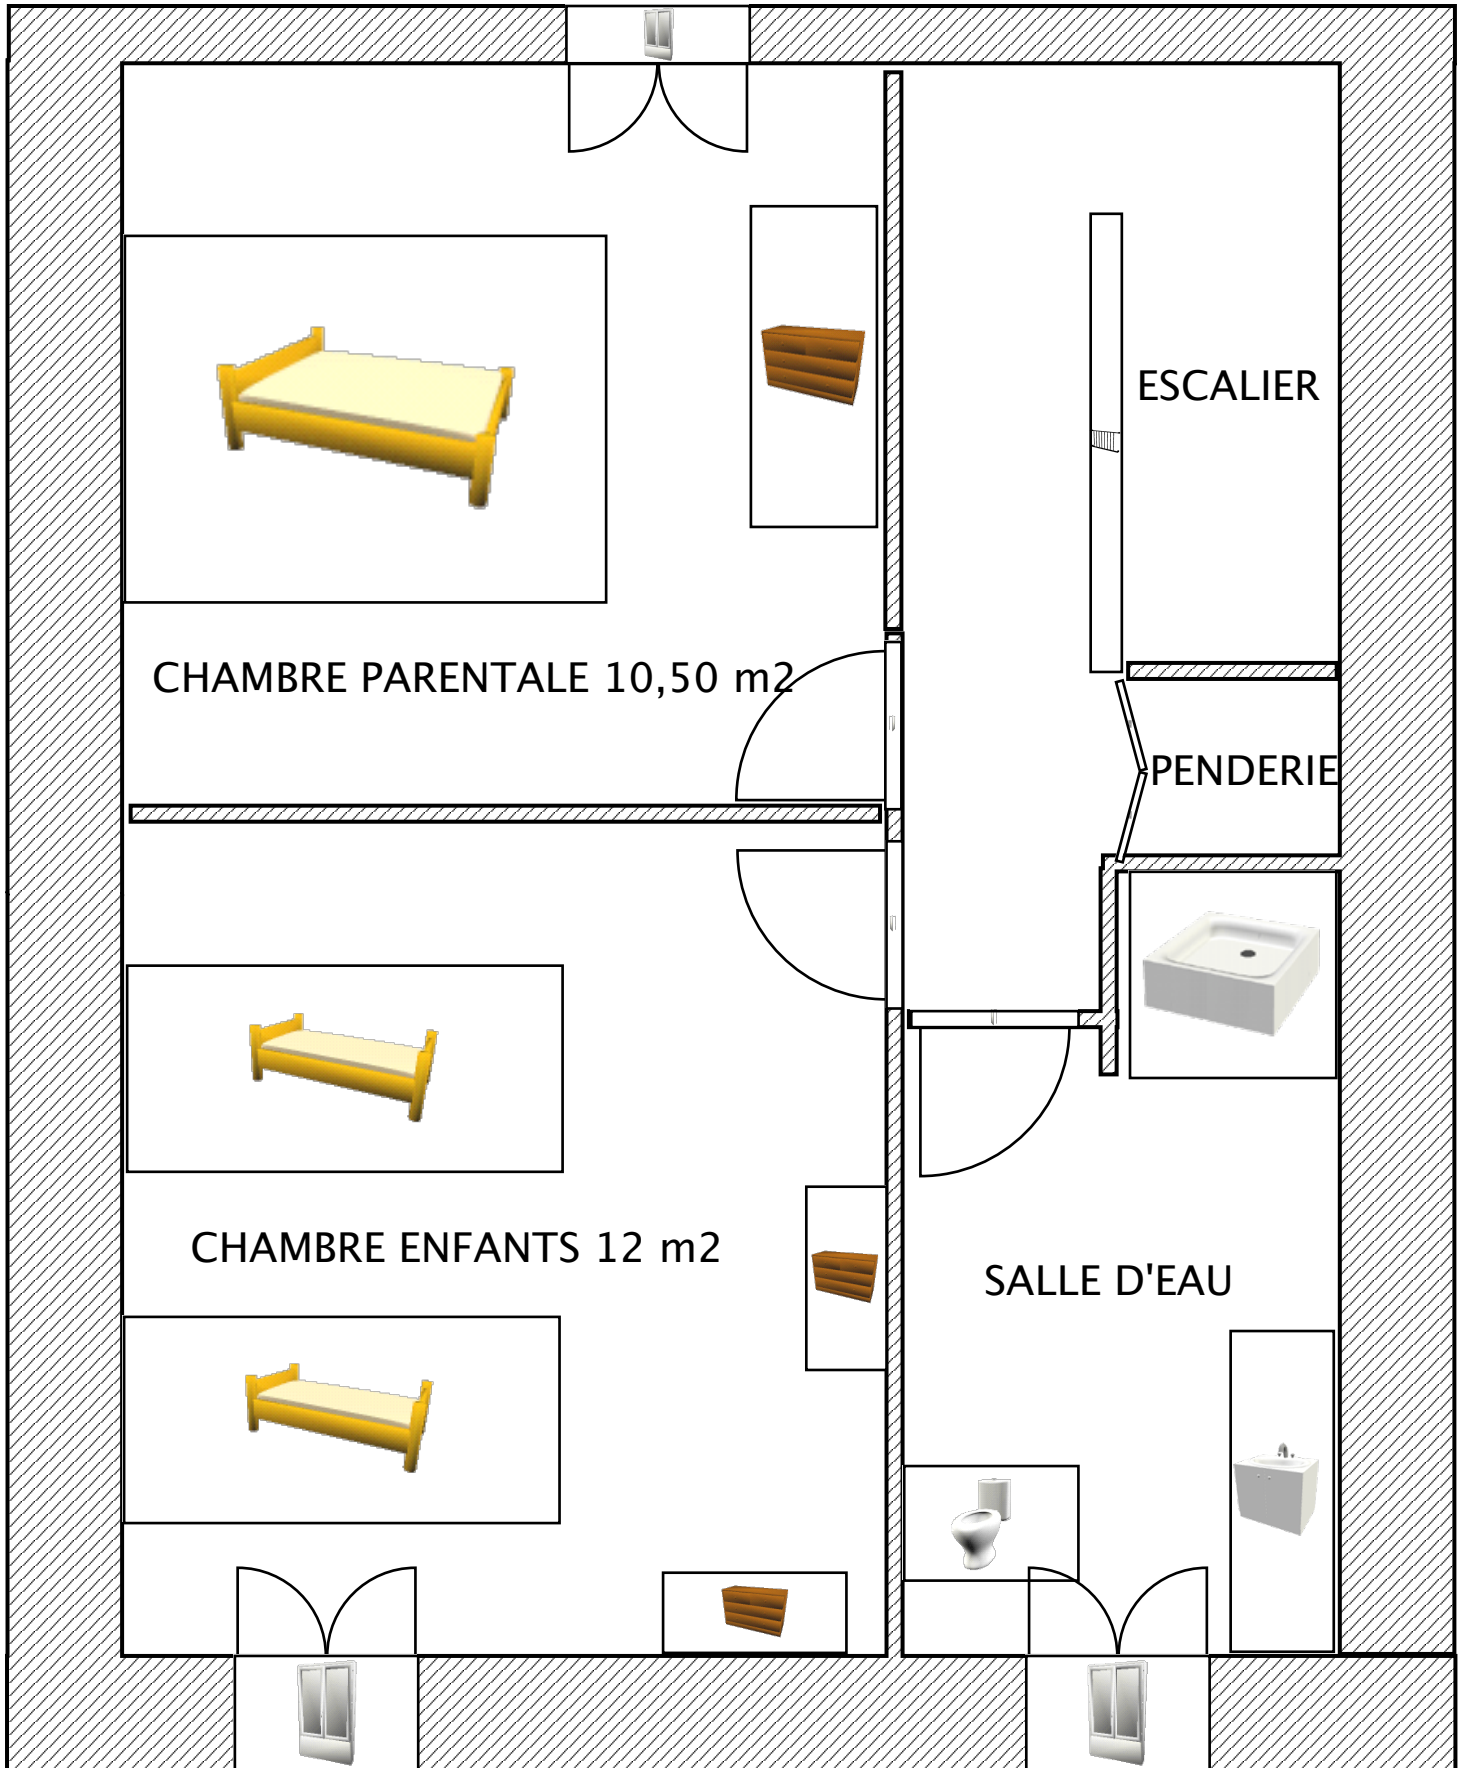 ESCALIER
CHAMBRE PARENTALE 10,50 m2
PENDERIE
CHAMBRE ENFANTS 12 m2
SALLE D'EAU